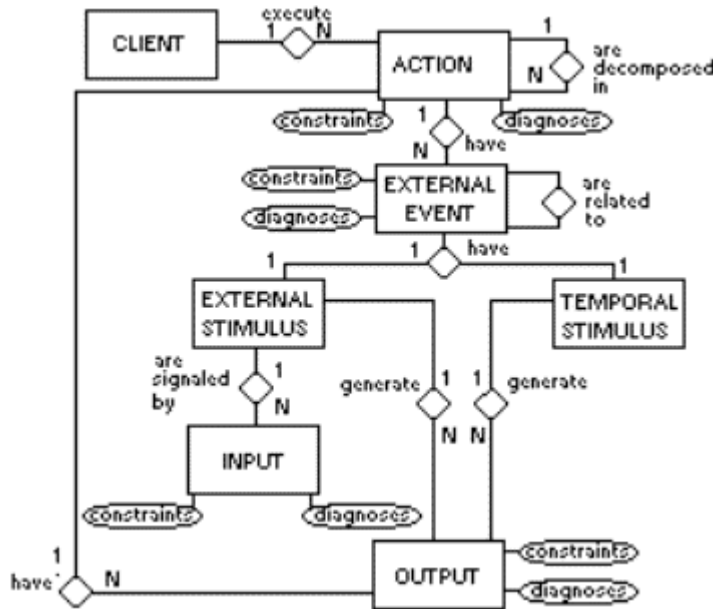 execute
1
N
CLIENT
ACTION
1
N
are
decomposed
in
constraints
diagnoses
1
N
have
constraints
diagnoses
EXTERNAL
EVENT
are
related
to
1
1
have
1
EXTERNAL
STIMULUS
TEMPORAL
STIMULUS
are
signaled
by
1
N
generate
1
N
1
N
generate
INPUT
constraints
diagnoses
1
have
N
OUTPUT
constraints
diagnoses